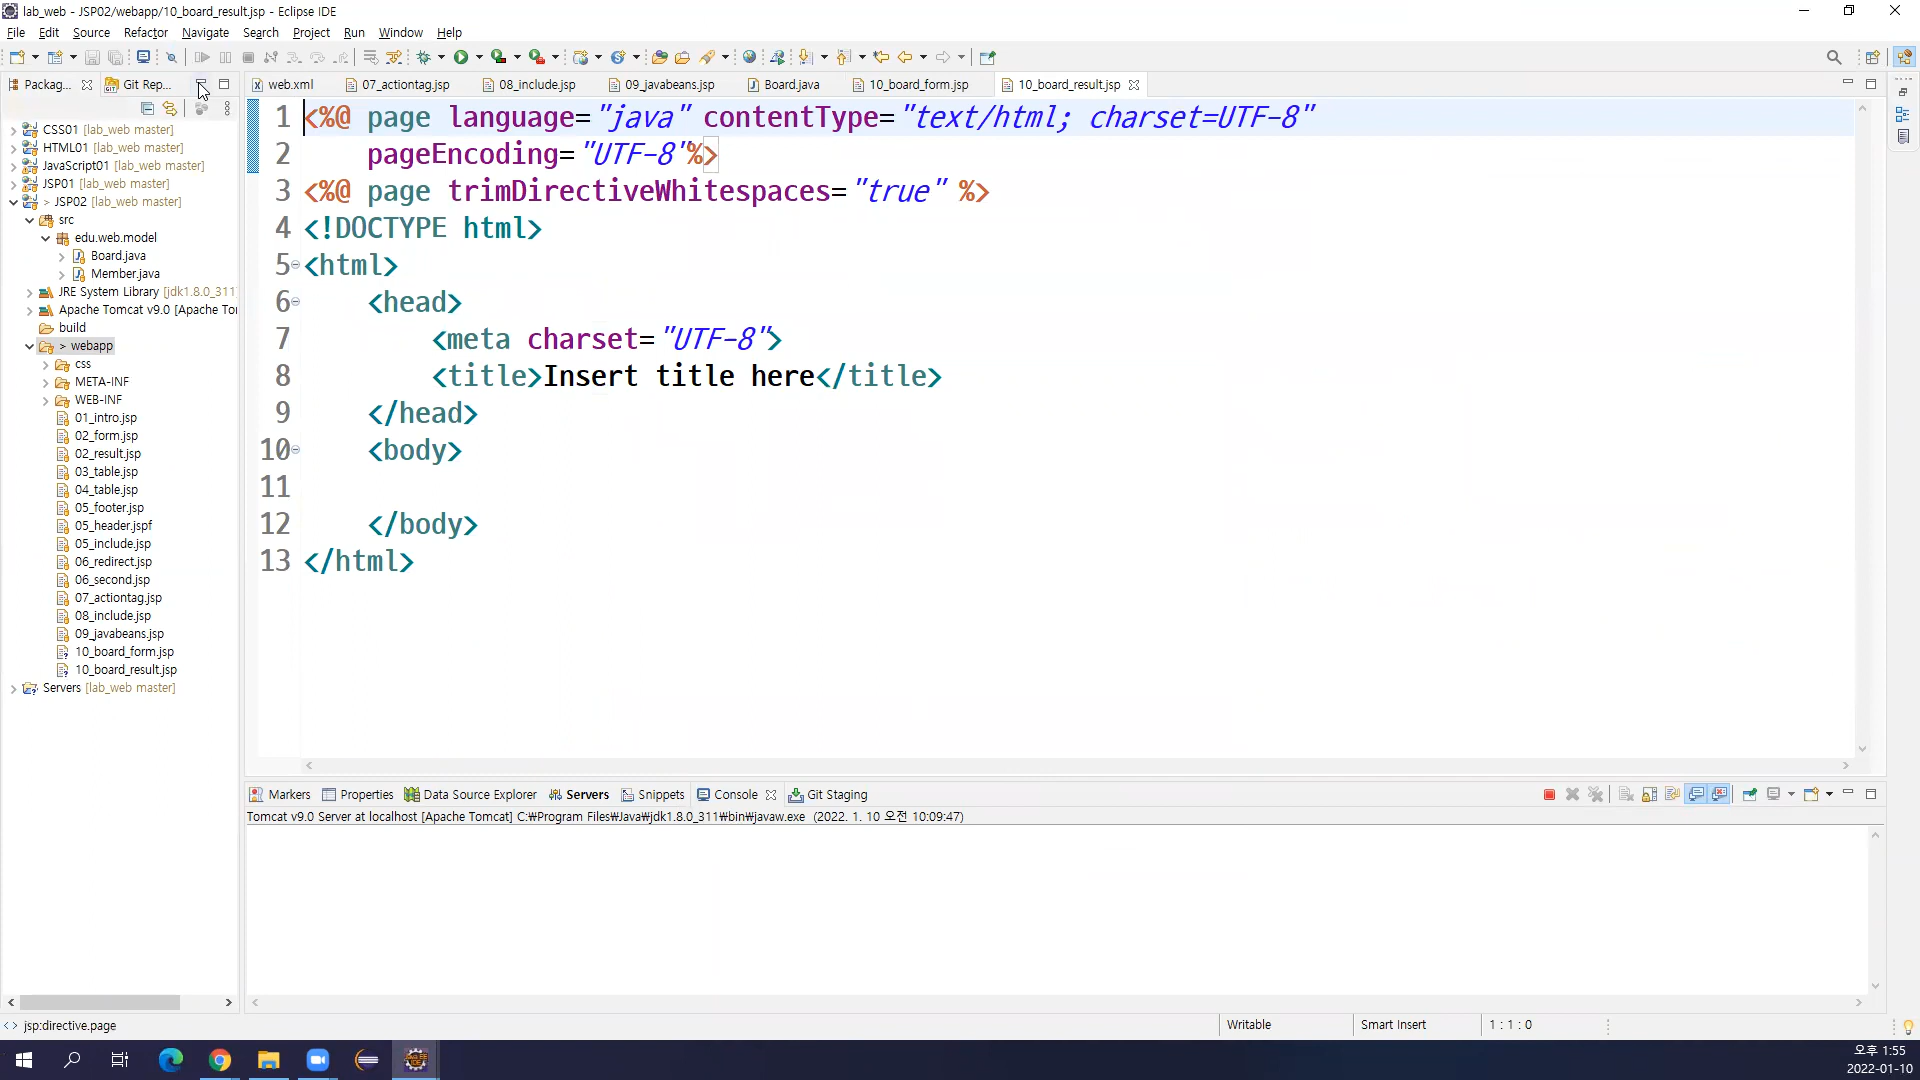 lab_web - JSP02/webapp/10_board_result.jsp - Eclipse IDE
File Edit Source Refactor Navigate Search Project Run Window Help
Packag... Git Rep...
web.xml 07_actiontag.jsp 08_include.jsp 09_javabeans.jsp Board.java 10_board_form.jsp 10_board_result.jsp
CSS01 [lab_web master]
HTML01 [lab_web master]
JavaScript01 [lab_web master]
JSP01 [lab_web master]
> JSP02 [lab_web master]
src
edu.web.model
Board.java
Member.java
JRE System Library [jdk1.8.0_311]
Apache Tomcat v9.0 [Apache To
build
> webapp
css
META-INF
WEB-INF
01_intro.jsp
02_form.jsp
02_result.jsp
03_table.jsp
04_table.jsp
05_footer.jsp
05_header.jspf
05_include.jsp
06_redirect.jsp
06_second.jsp
07_actiontag.jsp
08_include.jsp
09_javabeans.jsp
10_board_form.jsp
10_board_result.jsp
Servers [lab_web master]
1 <%@ page language="java" contentType="text/html; charset=UTF-8"
2 pageEncoding="UTF-8"%>
3 <%@ page trimDirectiveWhitespaces="true" %>
4 <!DOCTYPE html>
5 <html>
6 <head>
7 <meta charset="UTF-8">
8 <title>Insert title here</title>
9 </head>
10 <body>
11
12 </body>
13 </html>
Markers Properties Data Source Explorer Servers Snippets Console Git Staging
Tomcat v9.0 Server at localhost [Apache Tomcat] C:₩Program Files₩Java₩jdk1.8.0_311₩bin₩javaw.exe (2022. 1. 10 오전 10:09:47)
jsp:directive.page
Writable
Smart Insert
1 : 1 : 0
오후 1:55
2022-01-10